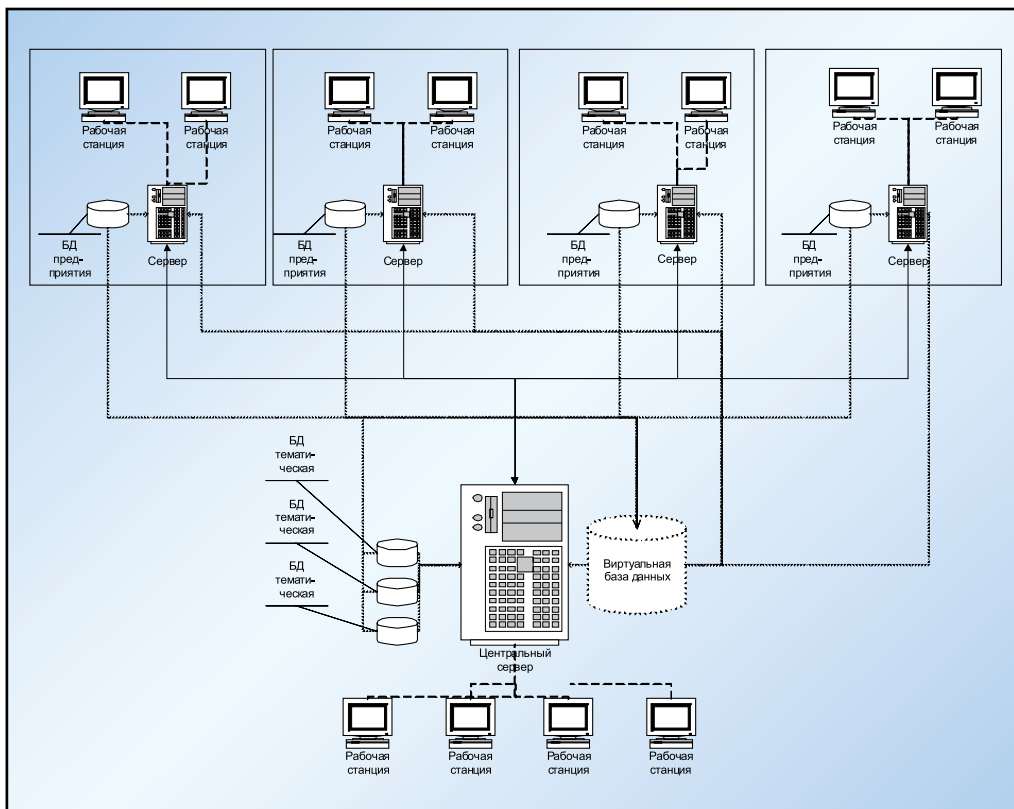 Рабочая
станция
Рабочая
станция
Рабочая
станция
Рабочая
станция
Рабочая
станция
Рабочая
станция
Рабочая
станция
Рабочая
станция
БД
пред-
приятия
Сервер
БД
пред-
приятия
Сервер
БД
пред-
приятия
Сервер
БД
пред-
приятия
Сервер
БД
темати-
ческая
БД
темати-
ческая
БД
темати-
ческая
Виртуальная
база данных
Центральный
сервер
Рабочая
станция
Рабочая
станция
Рабочая
станция
Рабочая
станция